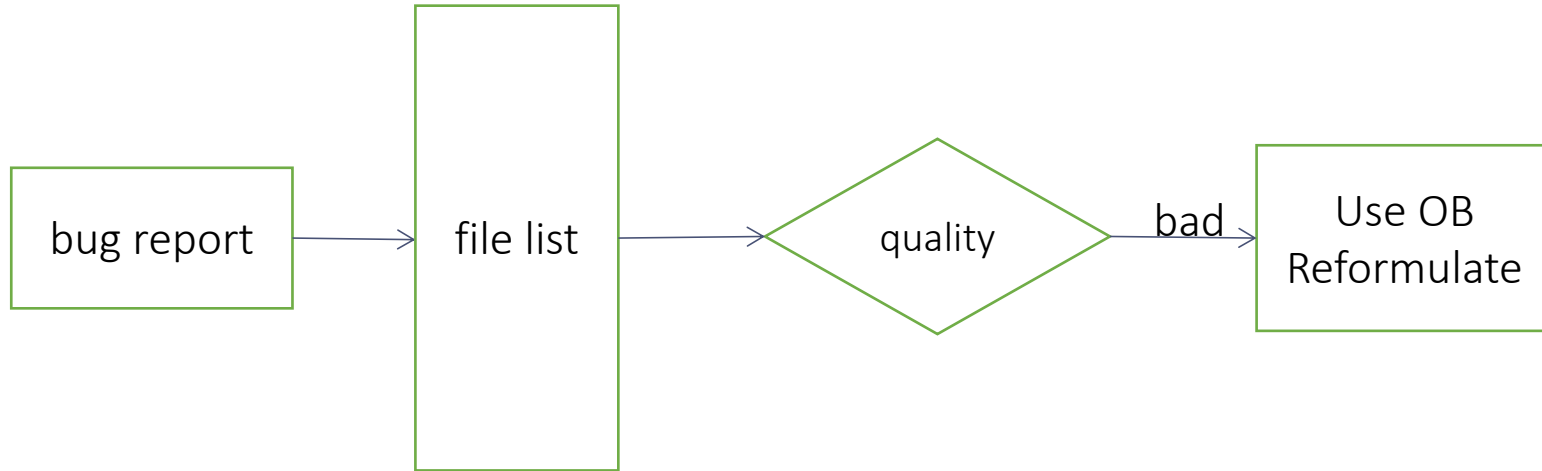 bug report
file list
quality
bad
Use OB
Reformulate